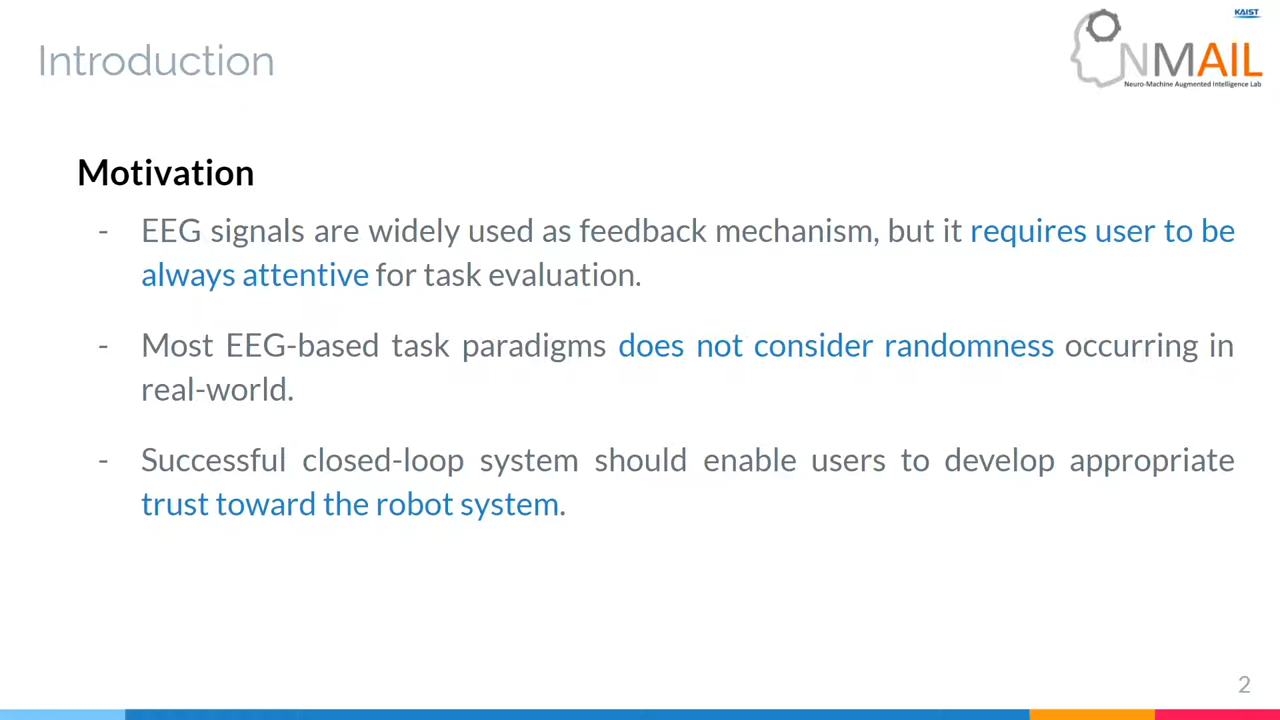 KAIST
Introduction
NMAIL
Neuro-Machine Augmented Intelligence Lab
Motivation
- EEG signals are widely used as feedback mechanism, but it requires user to be
always attentive for task evaluation.
- Most EEG-based task paradigms does not consider randomness occurring in
real-world.
- Successful closed-loop system should enable users to develop appropriate
trust toward the robot system.
2